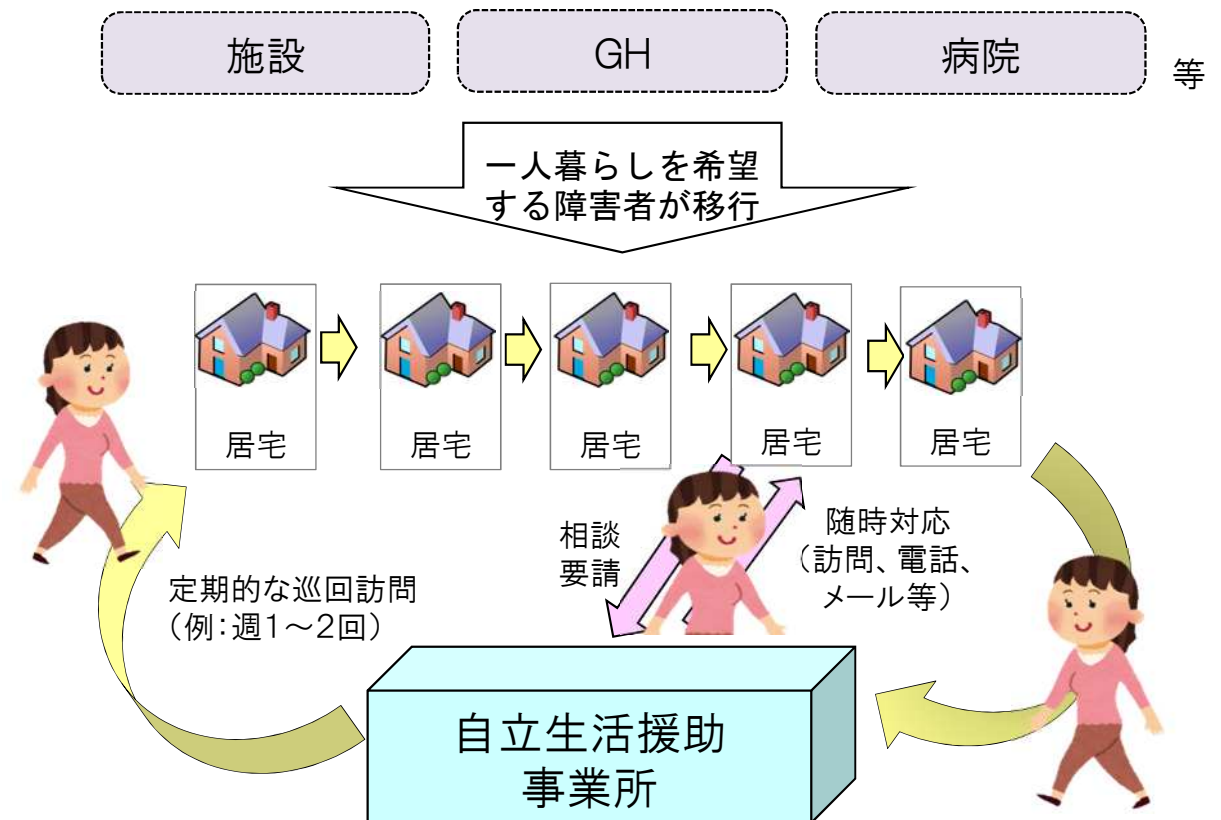 施設
GH
病院
等
一人暮らしを希望
する障害者が移行
居宅
居宅
居宅
居宅
居宅
相談
要請
随時対応
（訪問、電話、
メール等）
定期的な巡回訪問
（例：週1～2回）
自立生活援助
事業所